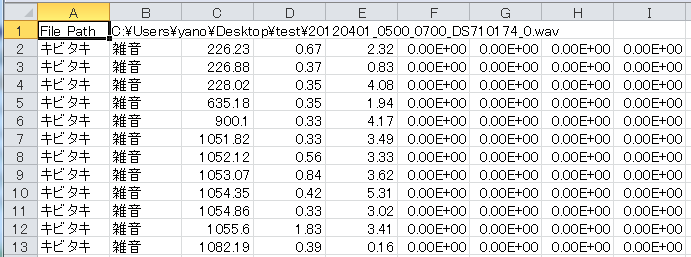 A B C D E F G H I
1 File Path C:¥Users¥yano¥Desktop¥test¥20120401_0500_0700_DS710174_0.wav
2 キビタキ 雑音 226.23 0.67 2.32 0.00E+00 0.00E+00 0.00E+00 0.00E+00
3 キビタキ 雑音 226.88 0.37 0.83 0.00E+00 0.00E+00 0.00E+00 0.00E+00
4 キビタキ 雑音 228.02 0.35 4.08 0.00E+00 0.00E+00 0.00E+00 0.00E+00
5 キビタキ 雑音 635.18 0.35 1.94 0.00E+00 0.00E+00 0.00E+00 0.00E+00
6 キビタキ 雑音 900.1 0.33 4.17 0.00E+00 0.00E+00 0.00E+00 0.00E+00
7 キビタキ 雑音 1051.82 0.33 3.49 0.00E+00 0.00E+00 0.00E+00 0.00E+00
8 キビタキ 雑音 1052.12 0.56 3.33 0.00E+00 0.00E+00 0.00E+00 0.00E+00
9 キビタキ 雑音 1053.07 0.84 3.62 0.00E+00 0.00E+00 0.00E+00 0.00E+00
10 キビタキ 雑音 1054.35 0.42 5.31 0.00E+00 0.00E+00 0.00E+00 0.00E+00
11 キビタキ 雑音 1054.86 0.33 3.02 0.00E+00 0.00E+00 0.00E+00 0.00E+00
12 キビタキ 雑音 1055.6 1.83 3.41 0.00E+00 0.00E+00 0.00E+00 0.00E+00
13 キビタキ 雑音 1082.19 0.39 0.16 0.00E+00 0.00E+00 0.00E+00 0.00E+00